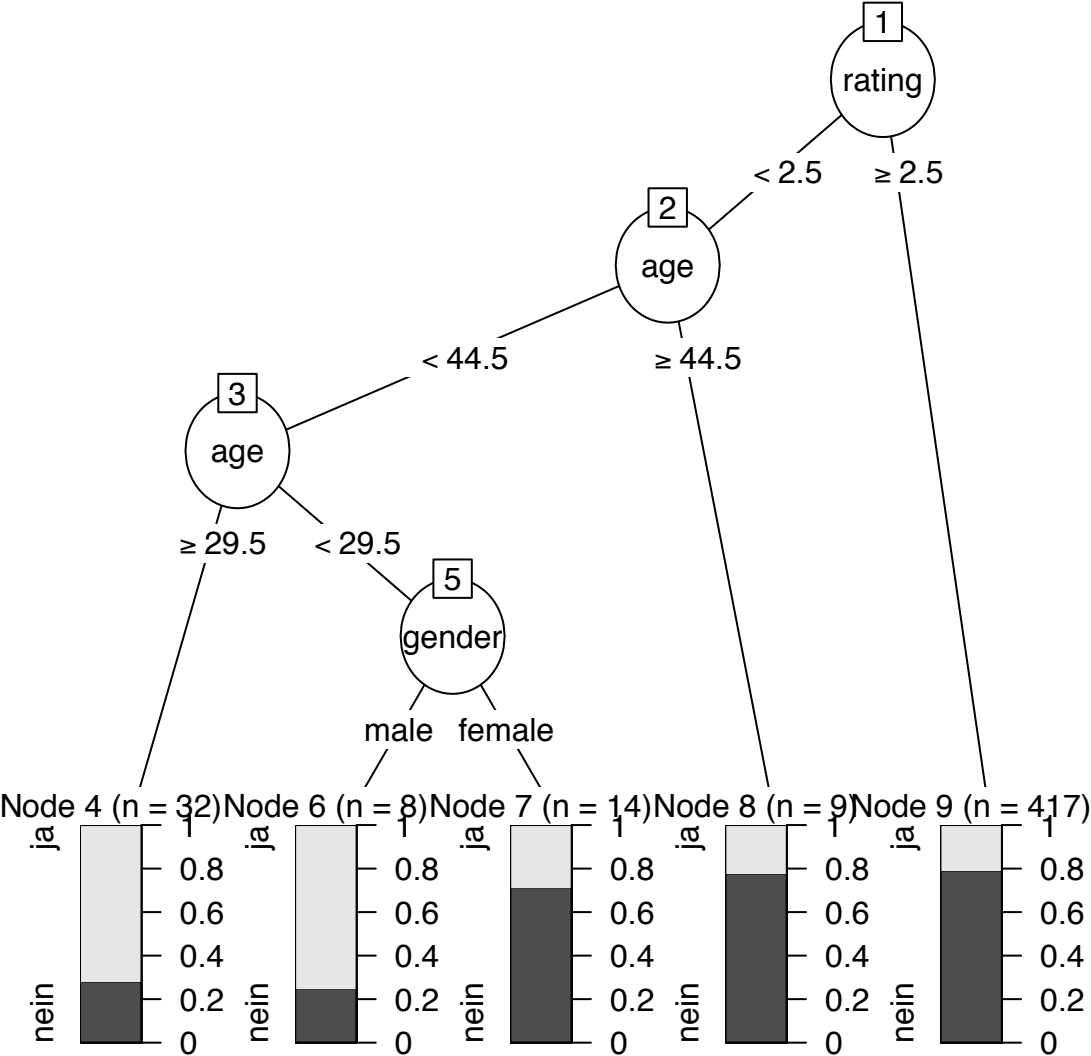 1
rating
< 2.5 ≥ 2.5
2
age
< 44.5 ≥ 44.5
3
age
≥ 29.5 < 29.5
5
gender
male female
Node 4 (n = 32) Node 6 (n = 8) Node 7 (n = 14) Node 8 (n = 9) Node 9 (n = 417)
ja 1 ja 1 ja 1 ja 1 ja 1
0.8 0.8 0.8 0.8 0.8
0.6 0.6 0.6 0.6 0.6
0.4 0.4 0.4 0.4 0.4
nein 0.2 nein 0.2 nein 0.2 nein 0.2 nein 0.2
0 0 0 0 0